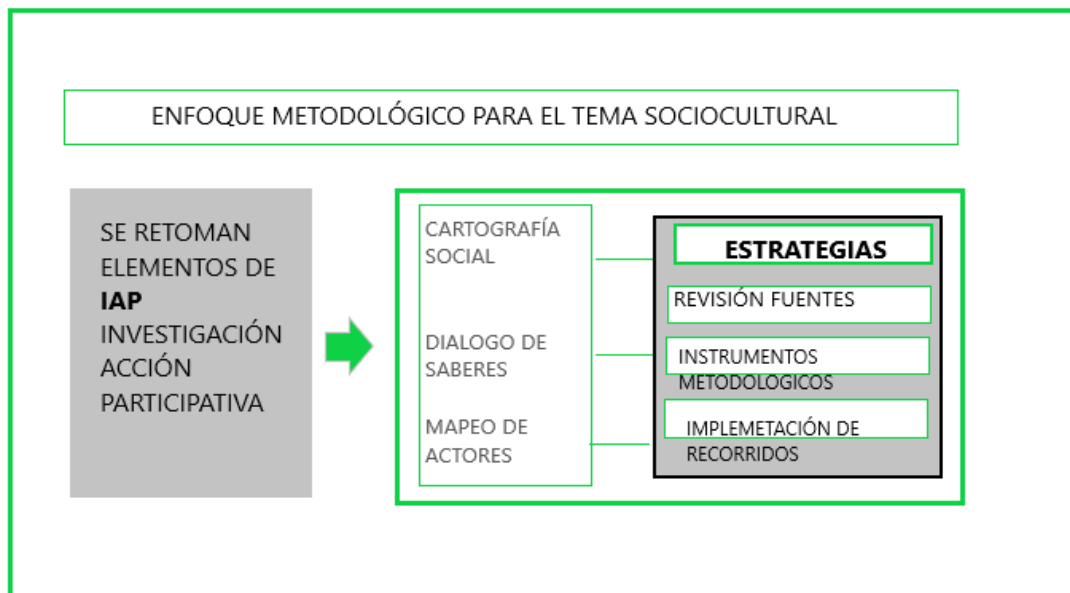 ENFOQUE METODOLÓGICO PARA EL TEMA SOCIOCULTURAL
SE RETOMAN
ELEMENTOS DE
IAP
INVESTIGACIÓN
ACCIÓN
PARTICIPATIVA
CARTOGRAFÍA
SOCIAL
DIALOGO DE
SABERES
MAPEO DE
ACTORES
ESTRATEGIAS
REVISIÓN FUENTES
INSTRUMENTOS
METODOLOGICOS
IMPLEMETACIÓN DE
RECORRIDOS